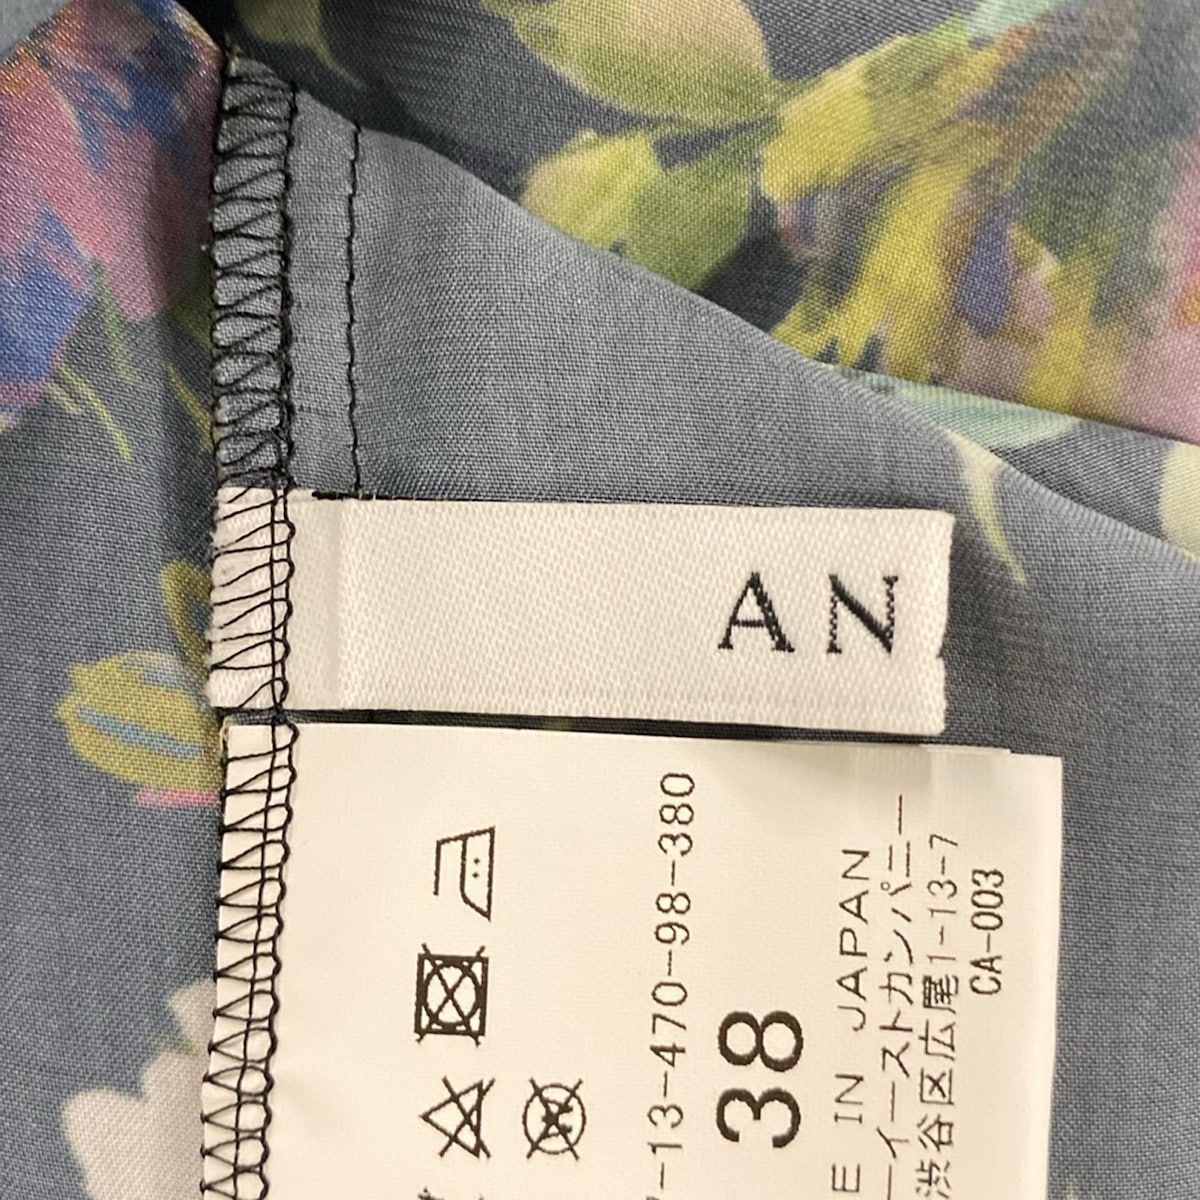 AN
-13-470-98-380
38
E IN JAPAN
ーイーストカンパニー
渋谷区広尾1-13-7
CA-003